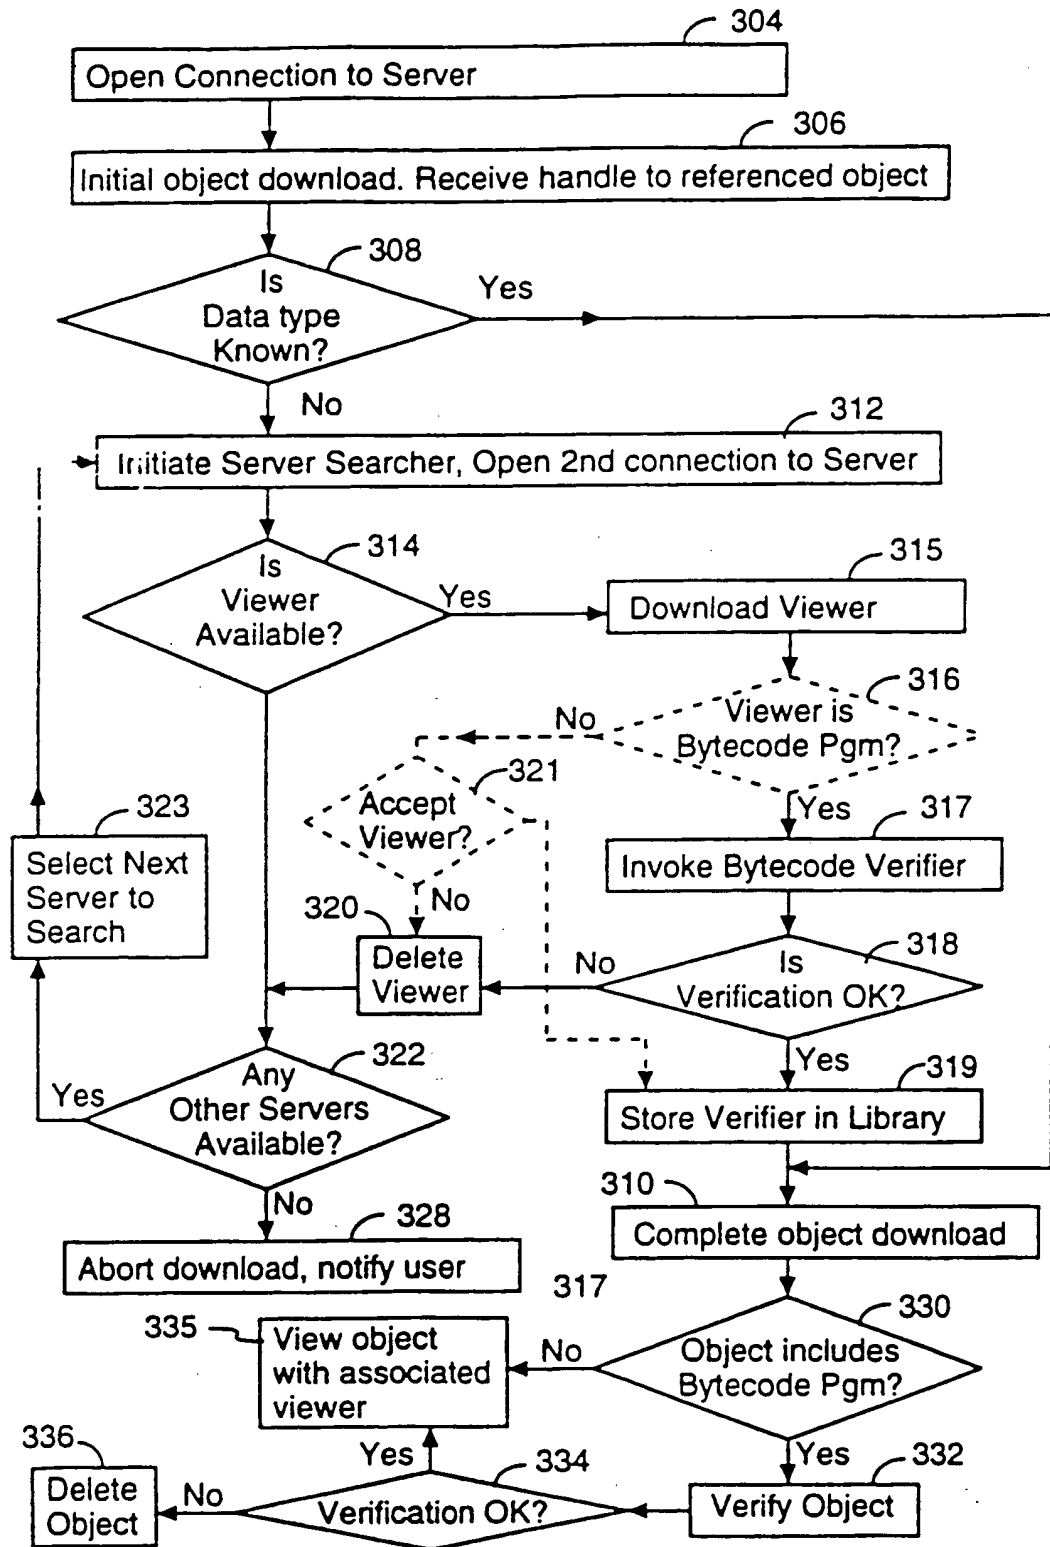 304
Open Connection to Server
306
Initial object download. Receive handle to referenced object
308
Is
Data type
Known?
Yes
No
312
Initiate Server Searcher, Open 2nd connection to Server
314
Is
Viewer
Available?
Yes
315
Download Viewer
316
Viewer is
Bytecode Pgm?
No
Yes
321
Accept
Viewer?
No
323
Select Next
Server to
Search
317
Invoke Bytecode Verifier
320
Delete
Viewer
No
318
Is
Verification OK?
Yes
322
Any
Other Servers
Available?
Yes
No
319
Store Verifier in Library
310
Complete object download
328
Abort download, notify user
317
330
Object includes
Bytecode Pgm?
No
Yes
335
View object
with associated
viewer
336
Delete
Object
No
Yes
334
Verification OK?
332
Verify Object